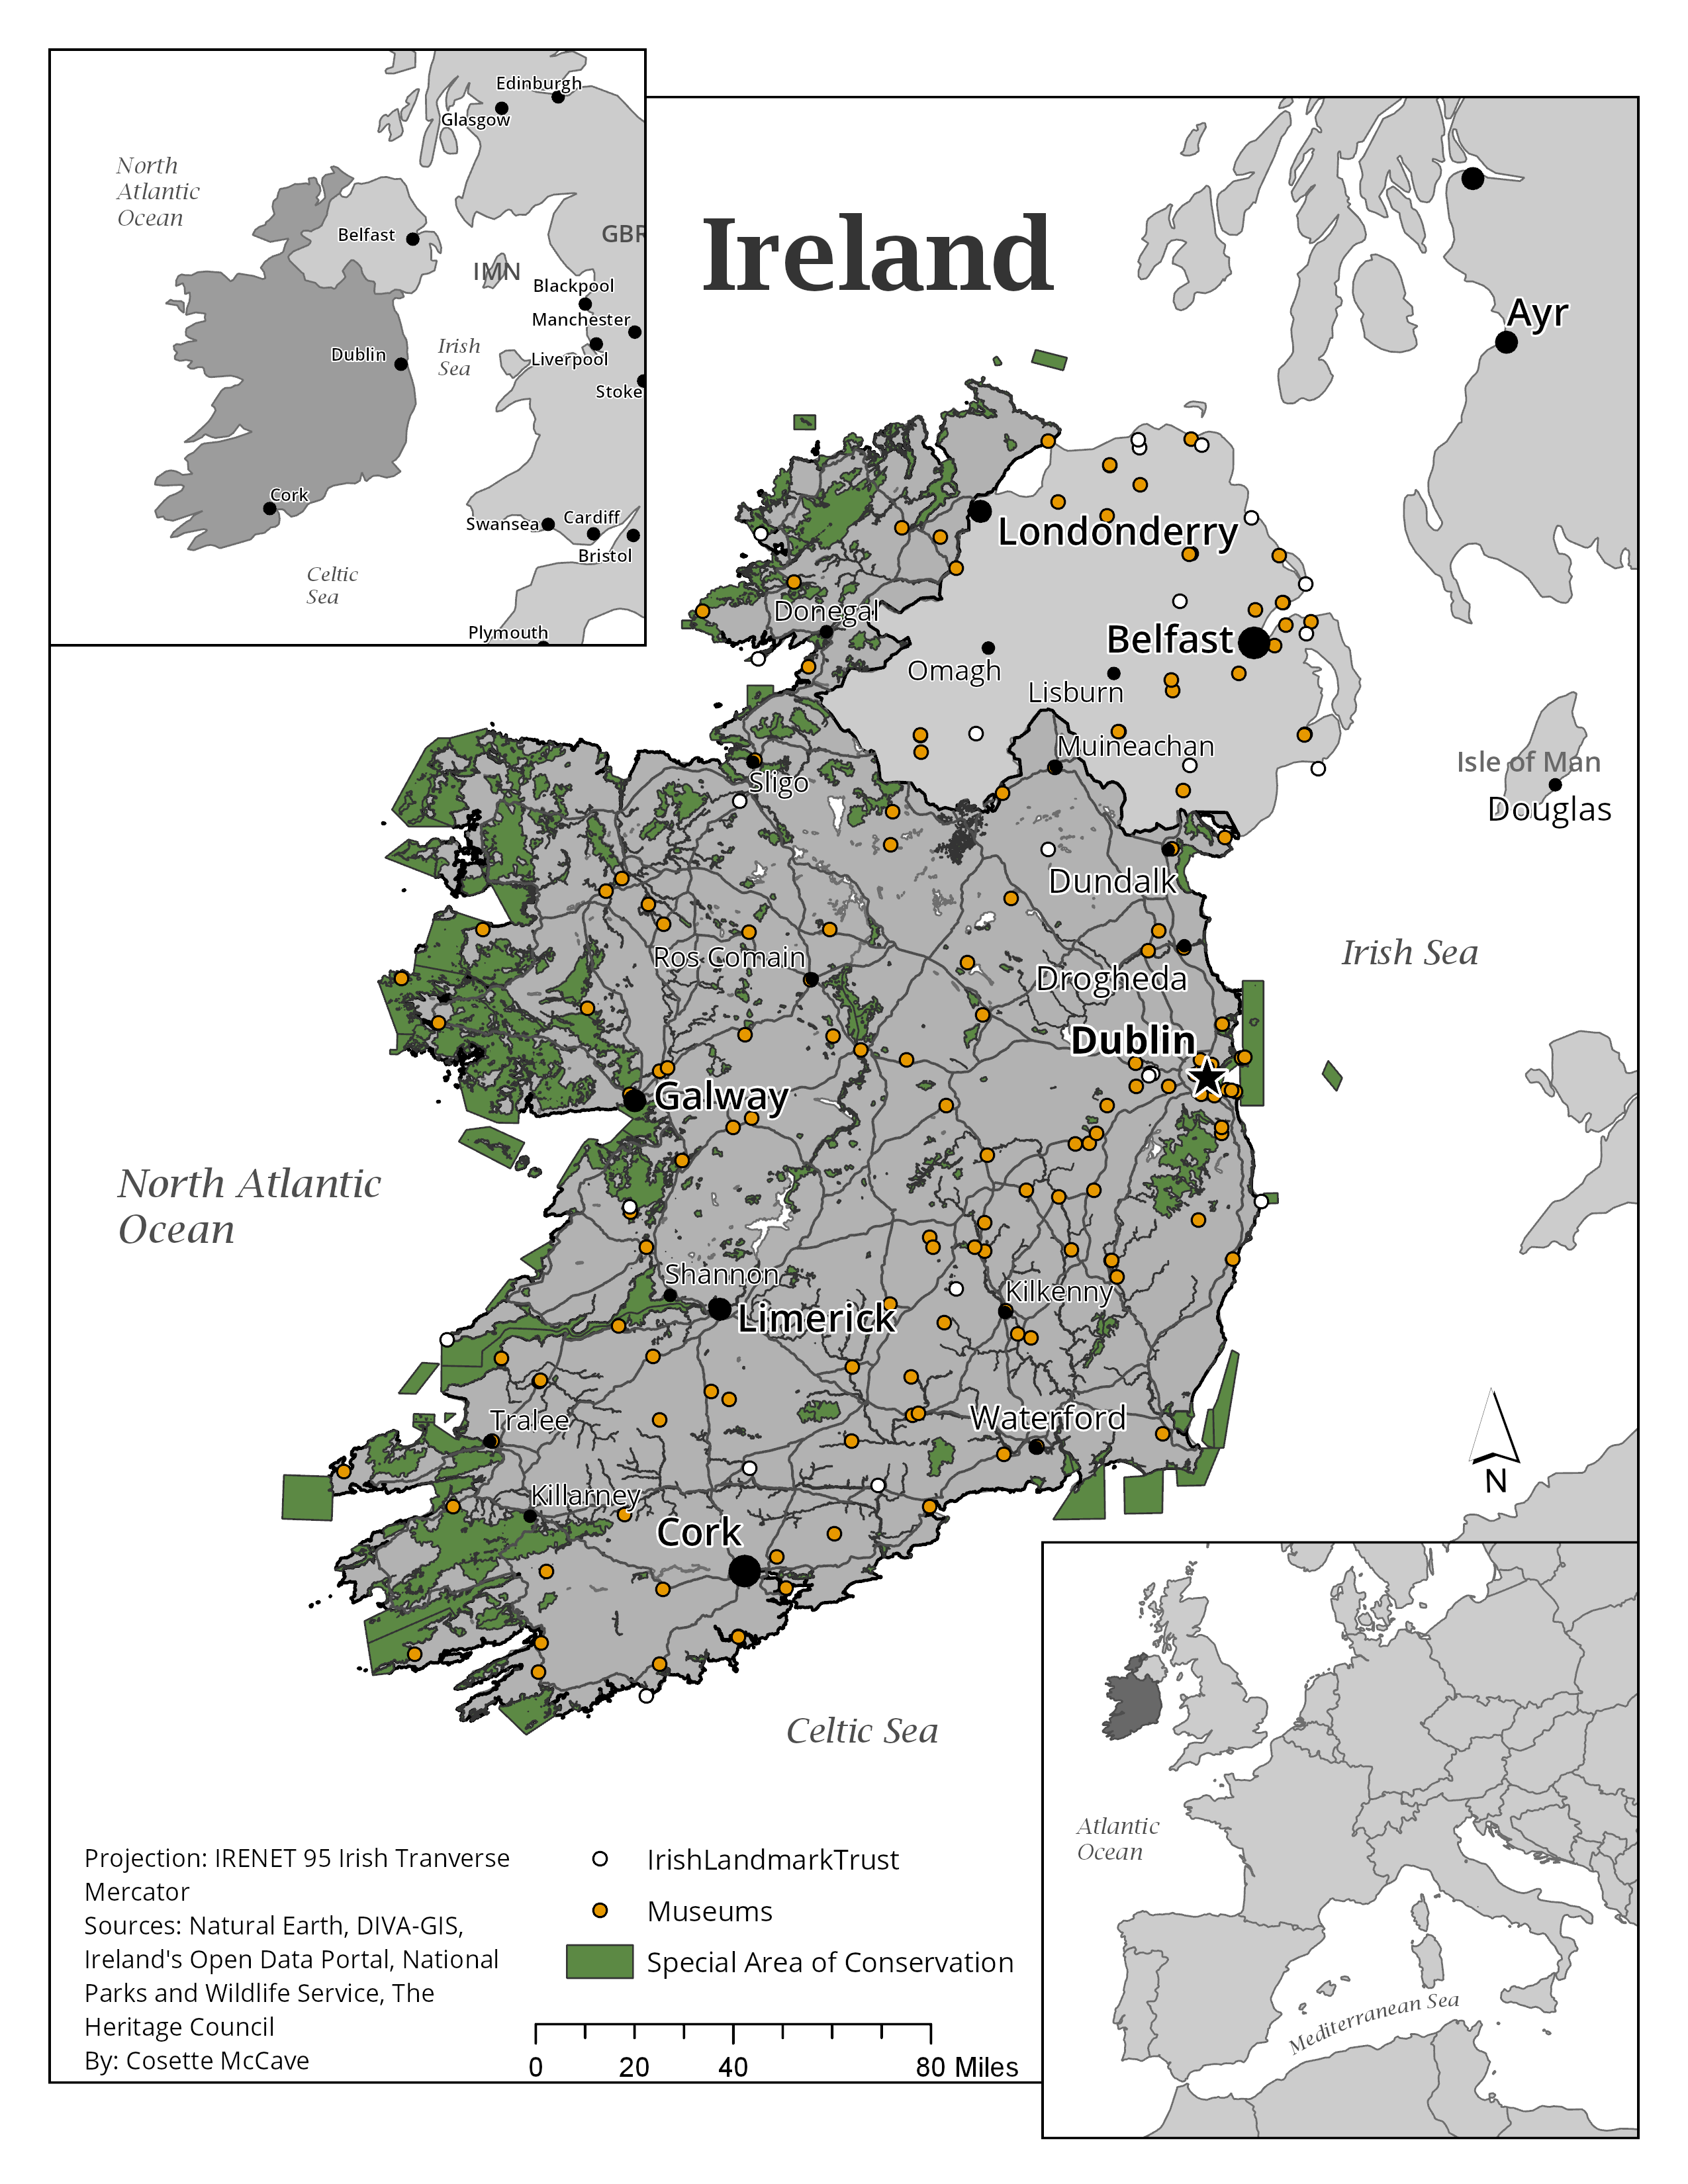 Edinburgh
Glasgow
North
Atlantic
Ocean
Belfast
GBR
IMN
Blackpool
Manchester
Irish
Sea
Dublin
Liverpool
Stoke
Cork
Swansea
Cardiff
Bristol
Celtic
Sea
Plymouth
Ireland
Ayr
Londonderry
Donegal
Belfast
Omagh
Lisburn
Muineachan
Sligo
Isle of Man
Douglas
Dundalk
Ros Comain
Irish Sea
Drogheda
Dublin
Galway
North Atlantic
Ocean
Shannon
Kilkenny
Limerick
Tralee
Waterford
Killarney
Cork
N
Celtic Sea
Atlantic
Ocean
Mediterranean Sea
Projection: IRENET 95 Irish Tranverse
Mercator
Sources: Natural Earth, DIVA-GIS,
Ireland's Open Data Portal, National
Parks and Wildlife Service, The
Heritage Council
By: Cosette McCave
IrishLandmarkTrust
Museums
Special Area of Conservation
0 20 40 80 Miles